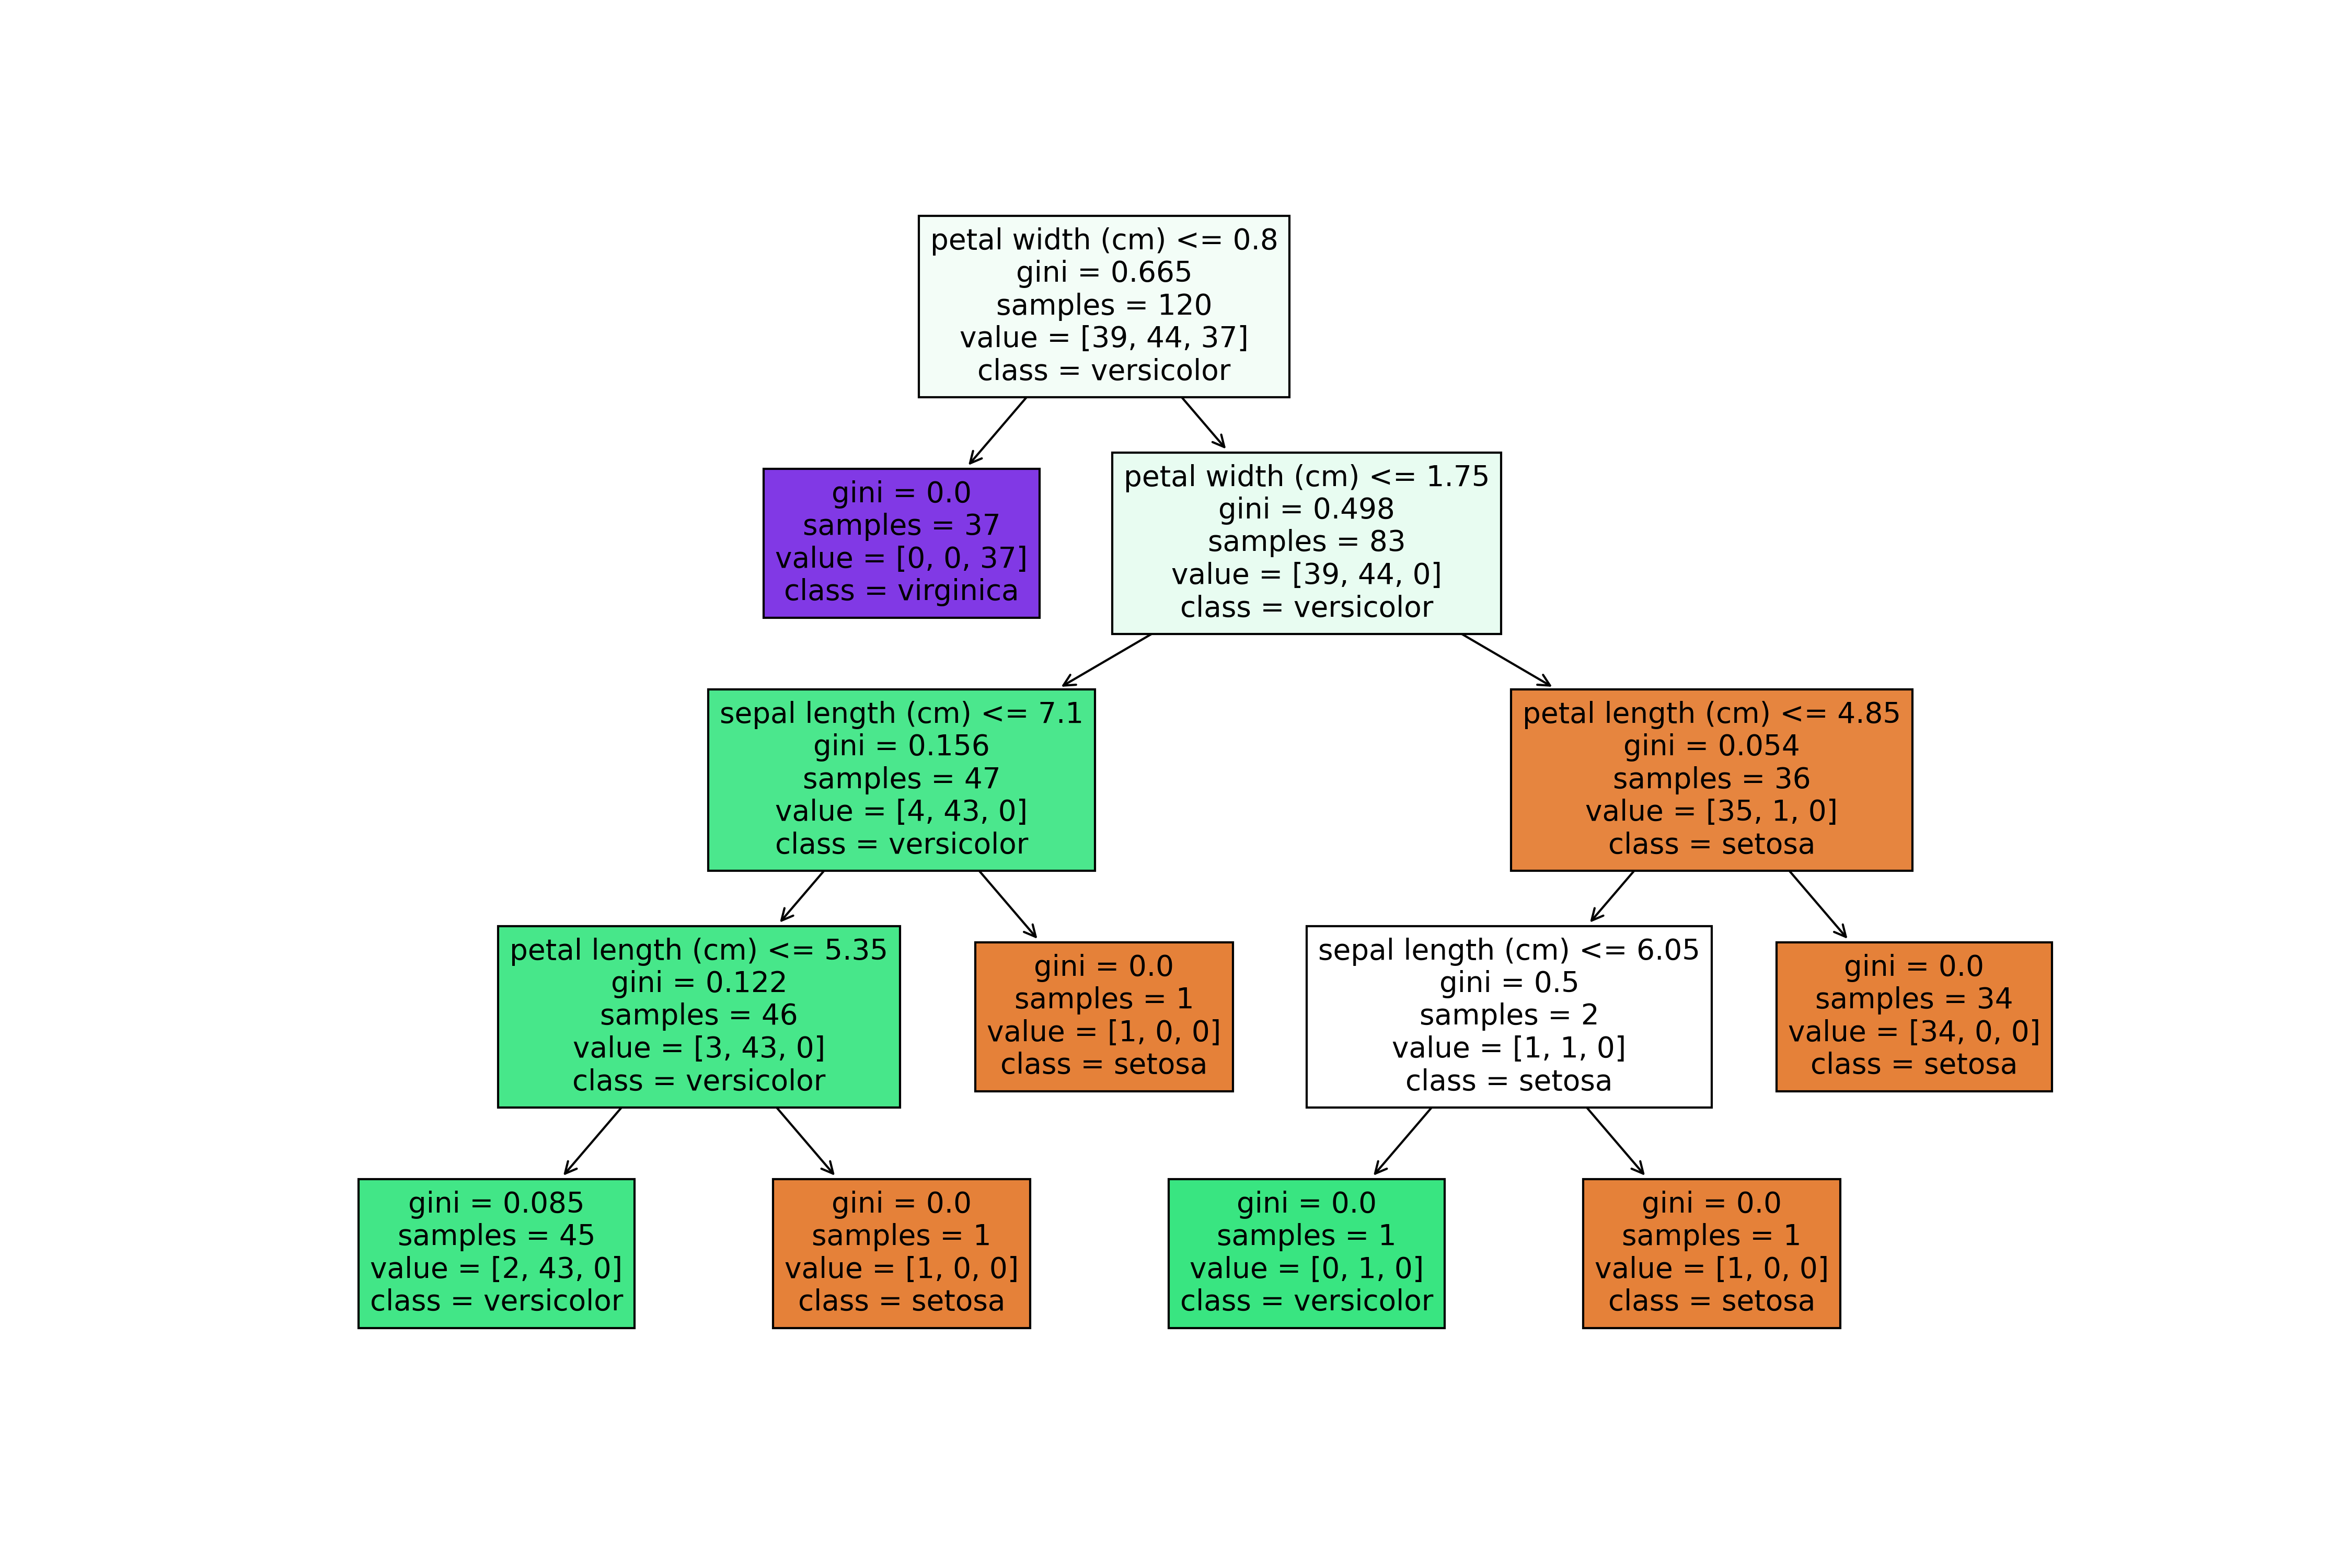 petal width (cm) <= 0.8
gini = 0.665
samples = 120
value = [39, 44, 37]
class = versicolor
gini = 0.0
samples = 37
value = [0, 0, 37]
class = virginica
petal width (cm) <= 1.75
gini = 0.498
samples = 83
value = [39, 44, 0]
class = versicolor
sepal length (cm) <= 7.1
gini = 0.156
samples = 47
value = [4, 43, 0]
class = versicolor
petal length (cm) <= 4.85
gini = 0.054
samples = 36
value = [35, 1, 0]
class = setosa
petal length (cm) <= 5.35
gini = 0.122
samples = 46
value = [3, 43, 0]
class = versicolor
gini = 0.0
samples = 1
value = [1, 0, 0]
class = setosa
sepal length (cm) <= 6.05
gini = 0.5
samples = 2
value = [1, 1, 0]
class = setosa
gini = 0.0
samples = 34
value = [34, 0, 0]
class = setosa
gini = 0.085
samples = 45
value = [2, 43, 0]
class = versicolor
gini = 0.0
samples = 1
value = [1, 0, 0]
class = setosa
gini = 0.0
samples = 1
value = [0, 1, 0]
class = versicolor
gini = 0.0
samples = 1
value = [1, 0, 0]
class = setosa